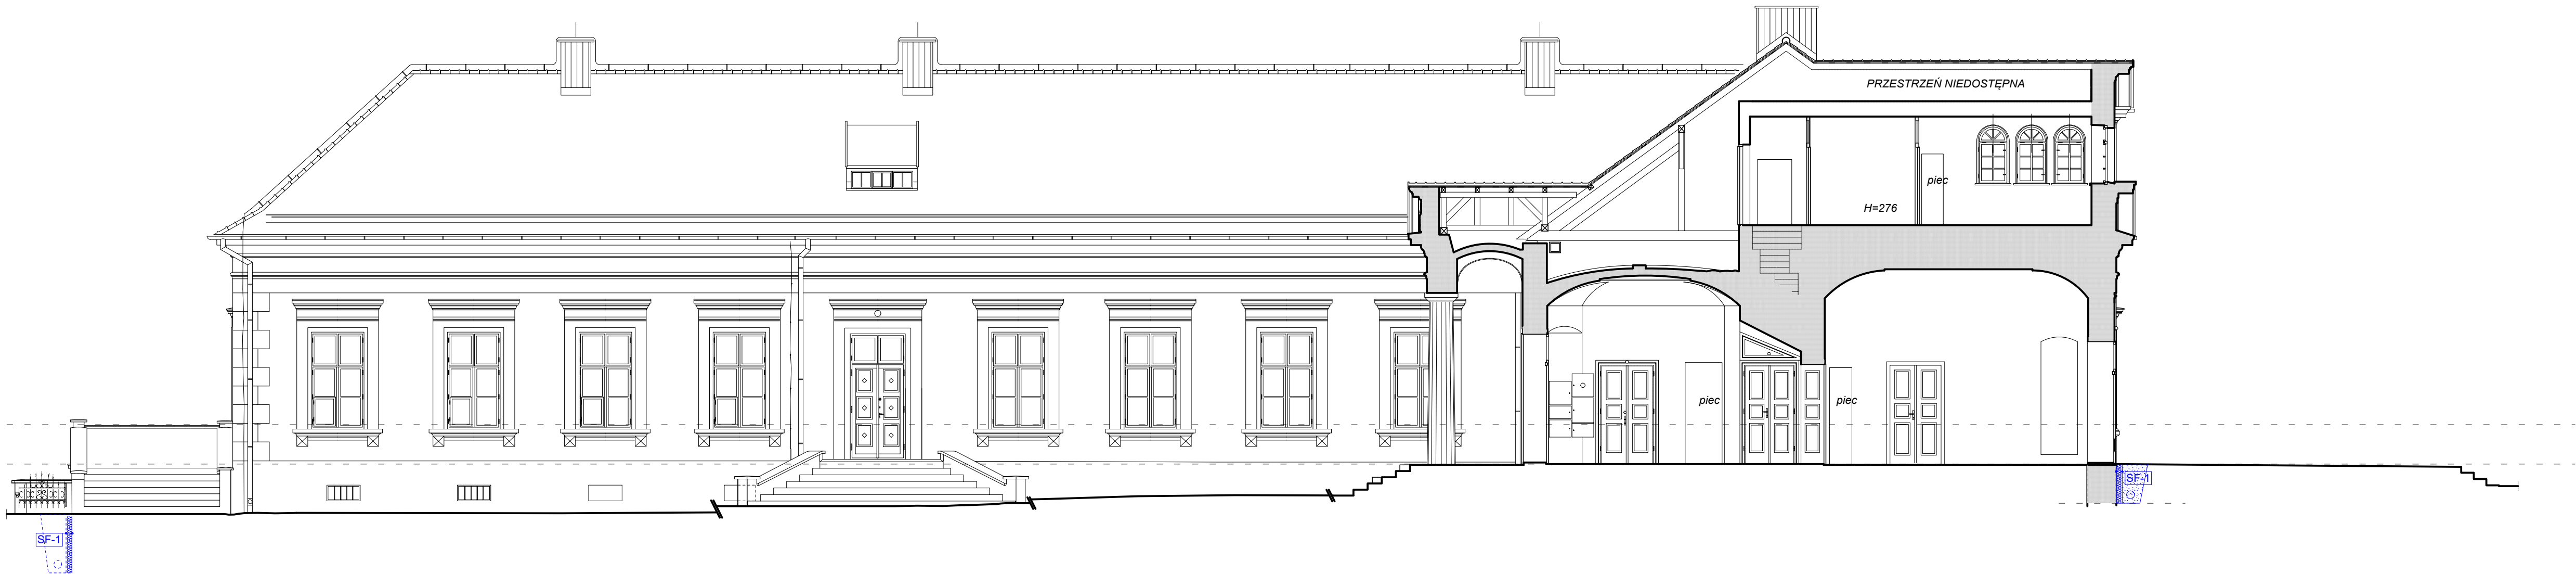 PRZESTRZEŃ NIEDOSTĘPNA
piec
H=276
piec
piec
SF-1
SF-1